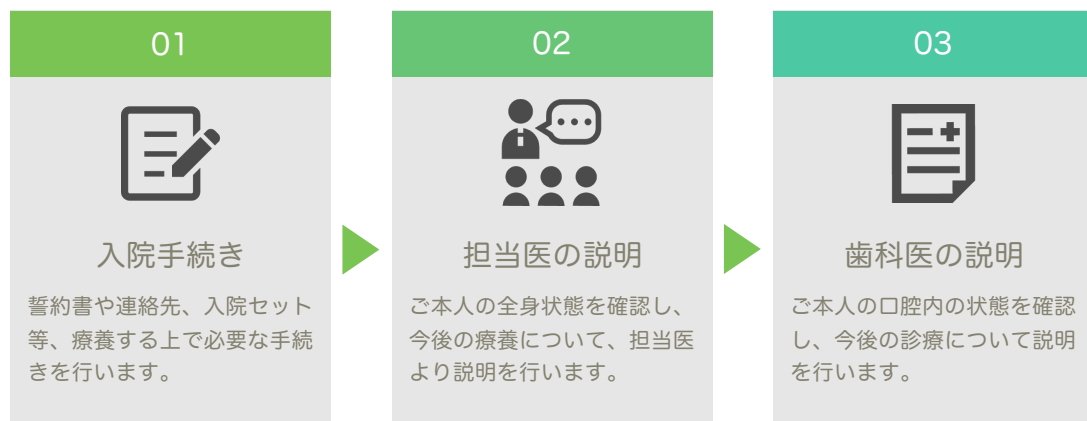 01
入院手続き
誓約書や連絡先、入院セット
等、療養する上で必要な手続
きを行います。
02
担当医の説明
ご本人の全身状態を確認し、
今後の療養について、担当医
より説明を行います。
03
歯科医の説明
ご本人の口腔内の状態を確認
し、今後の診療について説明
を行います。